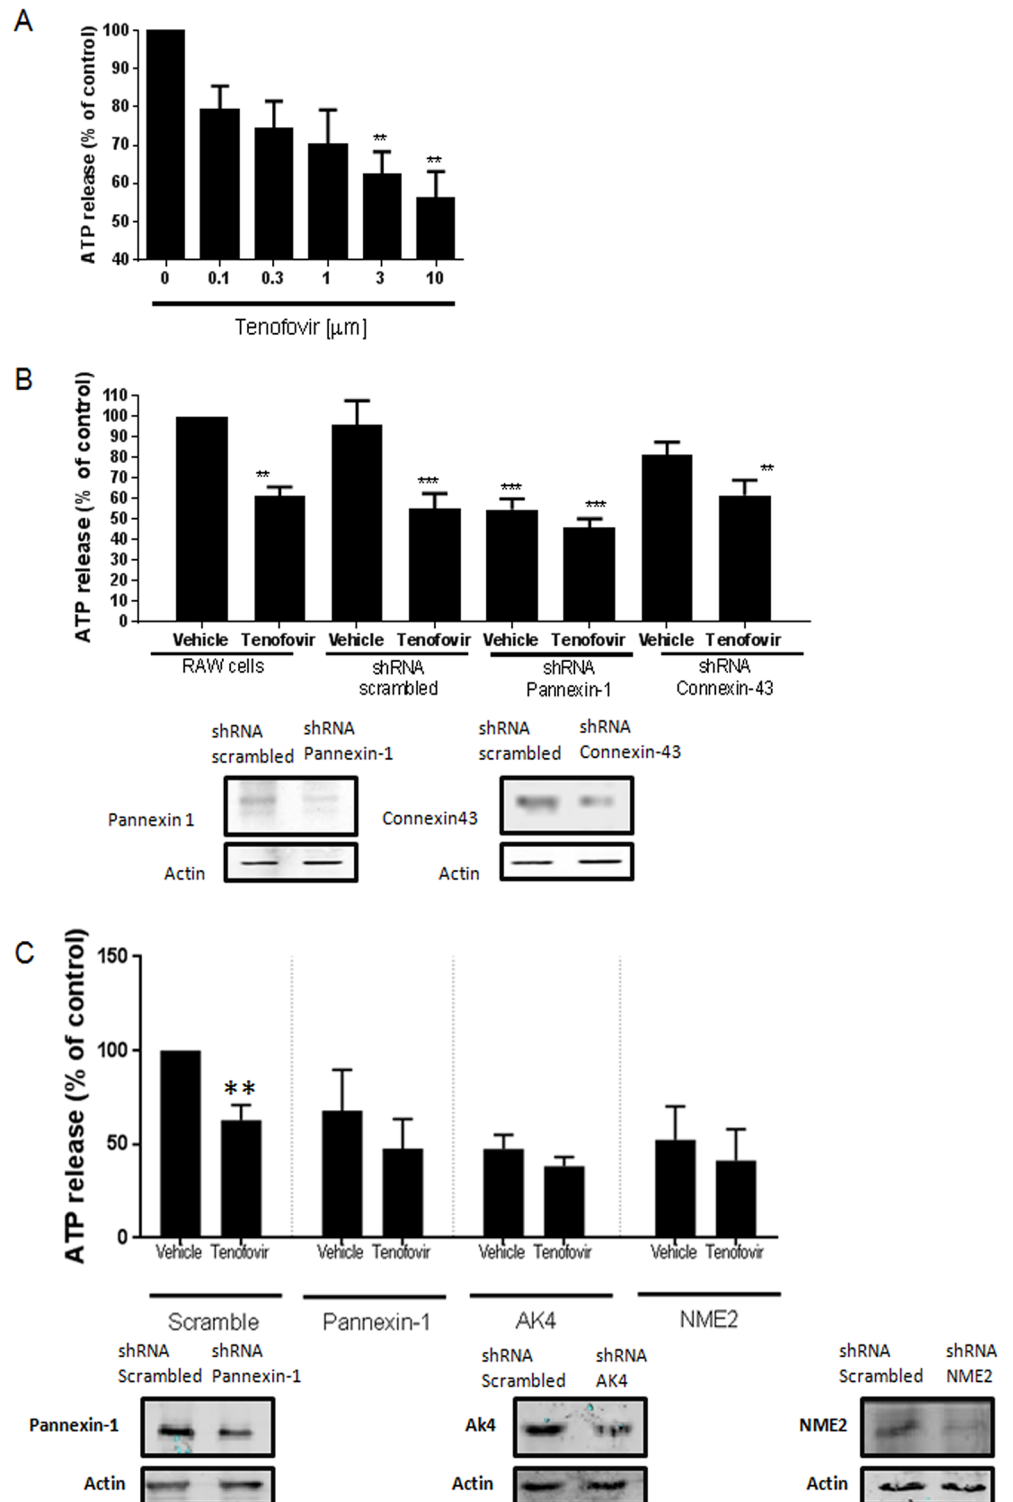 A
ATP release (% of control)
100
90
80
70
60
50
40
**
**
0 0.1 0.3 1 3 10
Tenofovir [µm]
B
ATP release (% of control)
110
100
90
80
70
60
50
40
30
20
10
0
**
***
***
***
**
Vehicle Tenofovir Vehicle Tenofovir Vehicle Tenofovir Vehicle Tenofovir
RAW cells
shRNA
scrambled
shRNA
Pannexin-1
shRNA
Connexin-43
shRNA
scrambled
shRNA
Pannexin-1
shRNA
scrambled
shRNA
Connexin-43
Pannexin 1
Connexin43
Actin
Actin
C
ATP release (% of control)
150
100
50
0
**
Vehicle Tenofovir Vehicle Tenofovir Vehicle Tenofovir Vehicle Tenofovir
Scramble Pannexin-1 AK4 NME2
shRNA
Scrambled
shRNA
Pannexin-1
shRNA
Scrambled
shRNA
AK4
shRNA
Scrambled
shRNA
NME2
Pannexin-1
Ak4
NME2
Actin
Actin
Actin